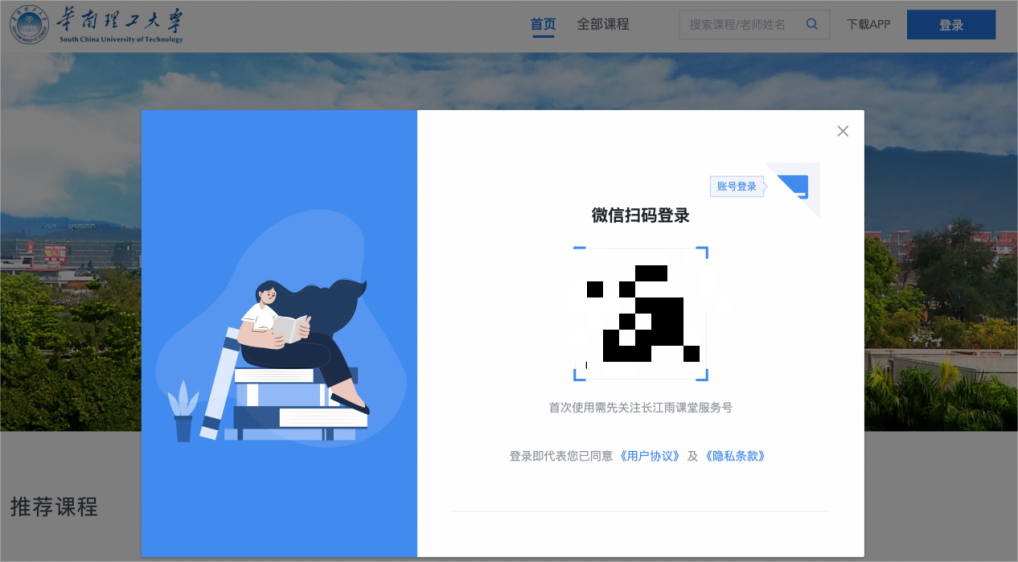 华南理工大学
South China University of Technology
首页
全部课程
搜索课程/老师姓名
下载APP
登录
账号登录
微信扫码登录
首次使用需先关注长江雨课堂服务号
登录即代表您已同意《用户协议》及《隐私条款》
推荐课程